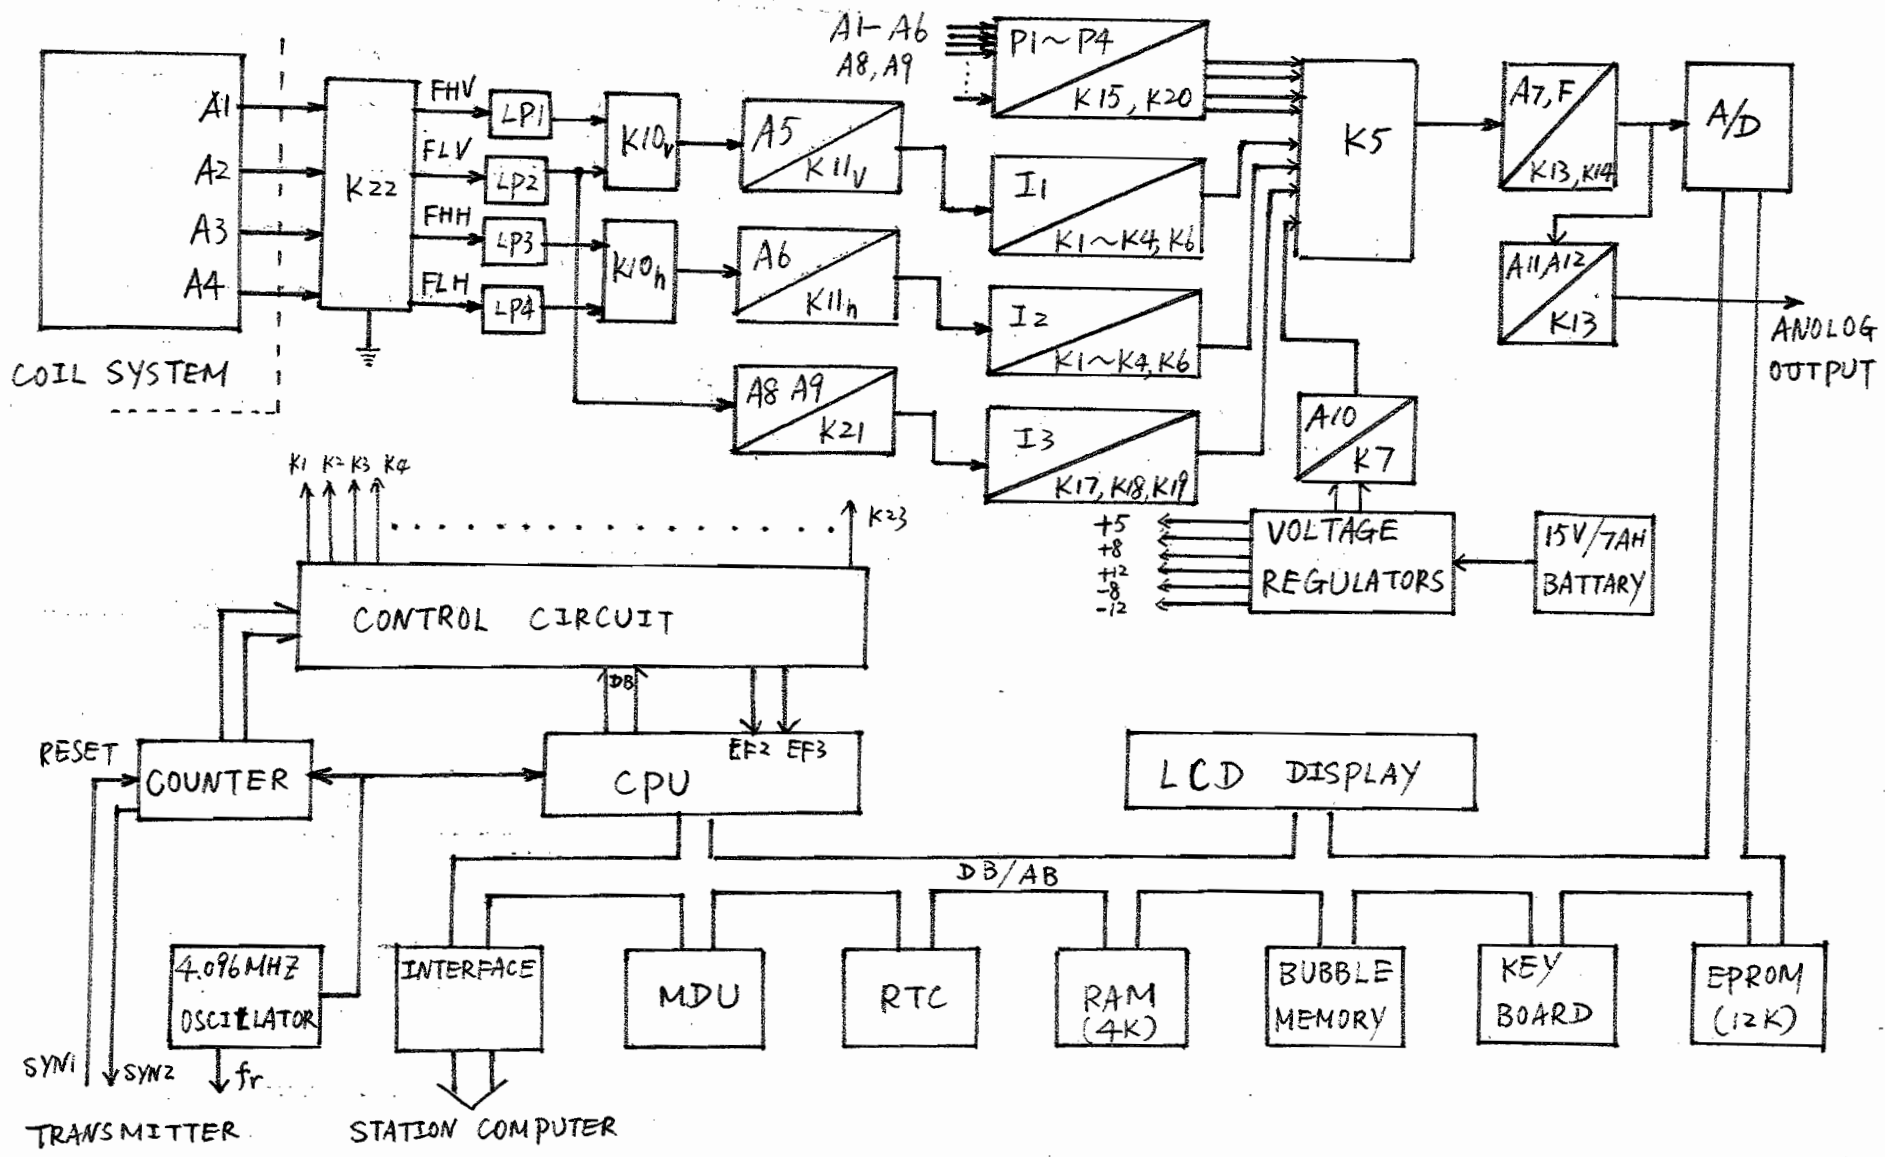 A1-A6
A8, A9
P1~P4
K15, K20
A1
A2
A3
A4
COIL SYSTEM
K22
FHV
FLV
FHH
FLH
LP1
LP2
LP3
LP4
K10v
K10h
A5
K11v
A6
K11h
A8 A9
K21
I1
K1~K4, K6
I2
K1~K4, K6
I3
K17, K18, K19
K5
A7, F
K13, K14
A/D
A11, A12
K13
ANOLOG
OUTPUT
A10
K7
+5
+8
+12
-8
-12
VOLTAGE
REGULATORS
15V/7AH
BATTARY
K1 K2 K3 K4
K23
CONTROL CIRCUIT
DB
EF2 EF3
CPU
RESET
COUNTER
LCD DISPLAY
DB/AB
4.096MHZ
OSCILLATOR
INTERFACE
MDU
RTC
RAM
(4K)
BUBBLE
MEMORY
KEY
BOARD
EPROM
(12K)
SYN1
SYN2
fr
TRANSMITTER
STATION COMPUTER